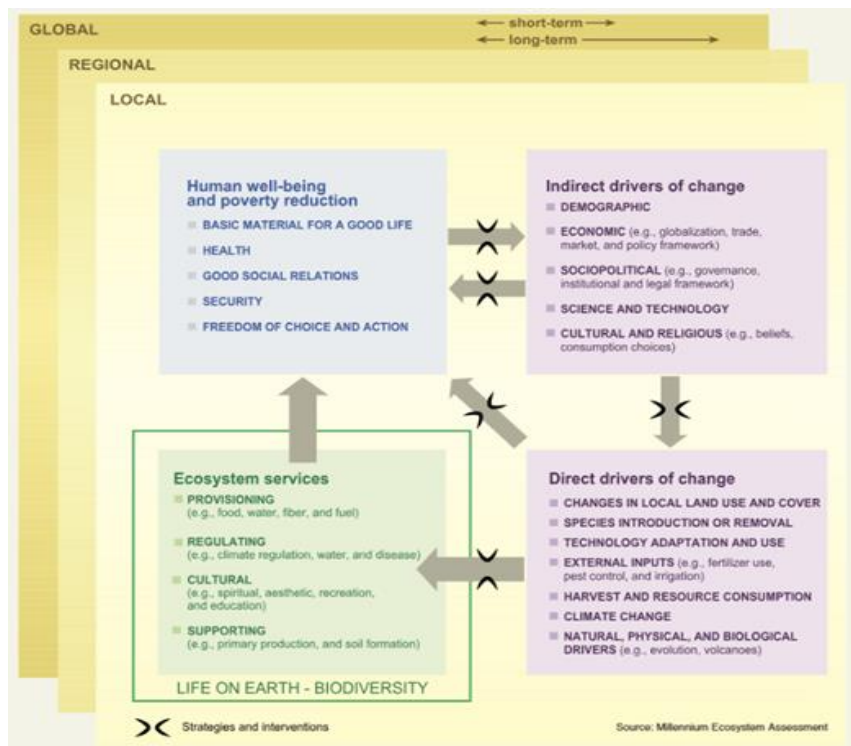 GLOBAL
short-term
long-term
REGIONAL
LOCAL
Human well-being
and poverty reduction
BASIC MATERIAL FOR A GOOD LIFE
HEALTH
GOOD SOCIAL RELATIONS
SECURITY
FREEDOM OF CHOICE AND ACTION
Indirect drivers of change
DEMOGRAPHIC
ECONOMIC (e.g., globalization, trade,
market, and policy framework)
SOCIOPOLITICAL (e.g., governance,
institutional and legal framework)
SCIENCE AND TECHNOLOGY
CULTURAL AND RELIGIOUS (e.g., beliefs,
consumption choices)
Ecosystem services
PROVISIONING
(e.g., food, water, fiber, and fuel)
REGULATING
(e.g., climate regulation, water, and disease)
CULTURAL
(e.g., spiritual, aesthetic, recreation,
and education)
SUPPORTING
(e.g., primary production, and soil formation)
LIFE ON EARTH - BIODIVERSITY
Direct drivers of change
CHANGES IN LOCAL LAND USE AND COVER
SPECIES INTRODUCTION OR REMOVAL
TECHNOLOGY ADAPTATION AND USE
EXTERNAL INPUTS (e.g., fertilizer use,
pest control, and irrigation)
HARVEST AND RESOURCE CONSUMPTION
CLIMATE CHANGE
NATURAL, PHYSICAL, AND BIOLOGICAL
DRIVERS (e.g., evolution, volcanoes)
Strategies and interventions
Source: Millennium Ecosystem Assessment